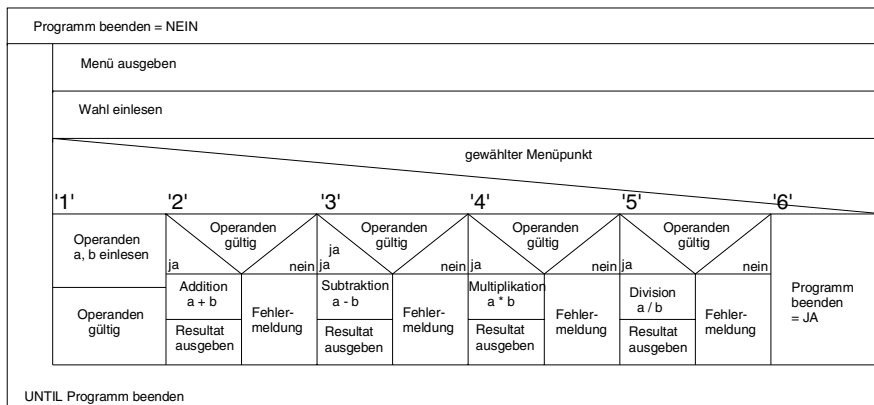 Programm beenden = NEIN
Menü ausgeben
Wahl einlesen
gewählter Menüpunkt
'1'
'2'
'3'
'4'
'5'
'6'
Operanden
a, b einlesen
Operanden
gültig
Operanden
gültig
ja
nein
Addition
a + b
Resultat
ausgeben
Fehler-
meldung
Operanden
gültig
ja
ja
nein
Subtraktion
a - b
Resultat
ausgeben
Fehler-
meldung
Operanden
gültig
ja
nein
Multiplikation
a * b
Resultat
ausgeben
Fehler-
meldung
Operanden
gültig
ja
nein
Division
a / b
Resultat
ausgeben
Fehler-
meldung
Programm
beenden
= JA
UNTIL Programm beenden